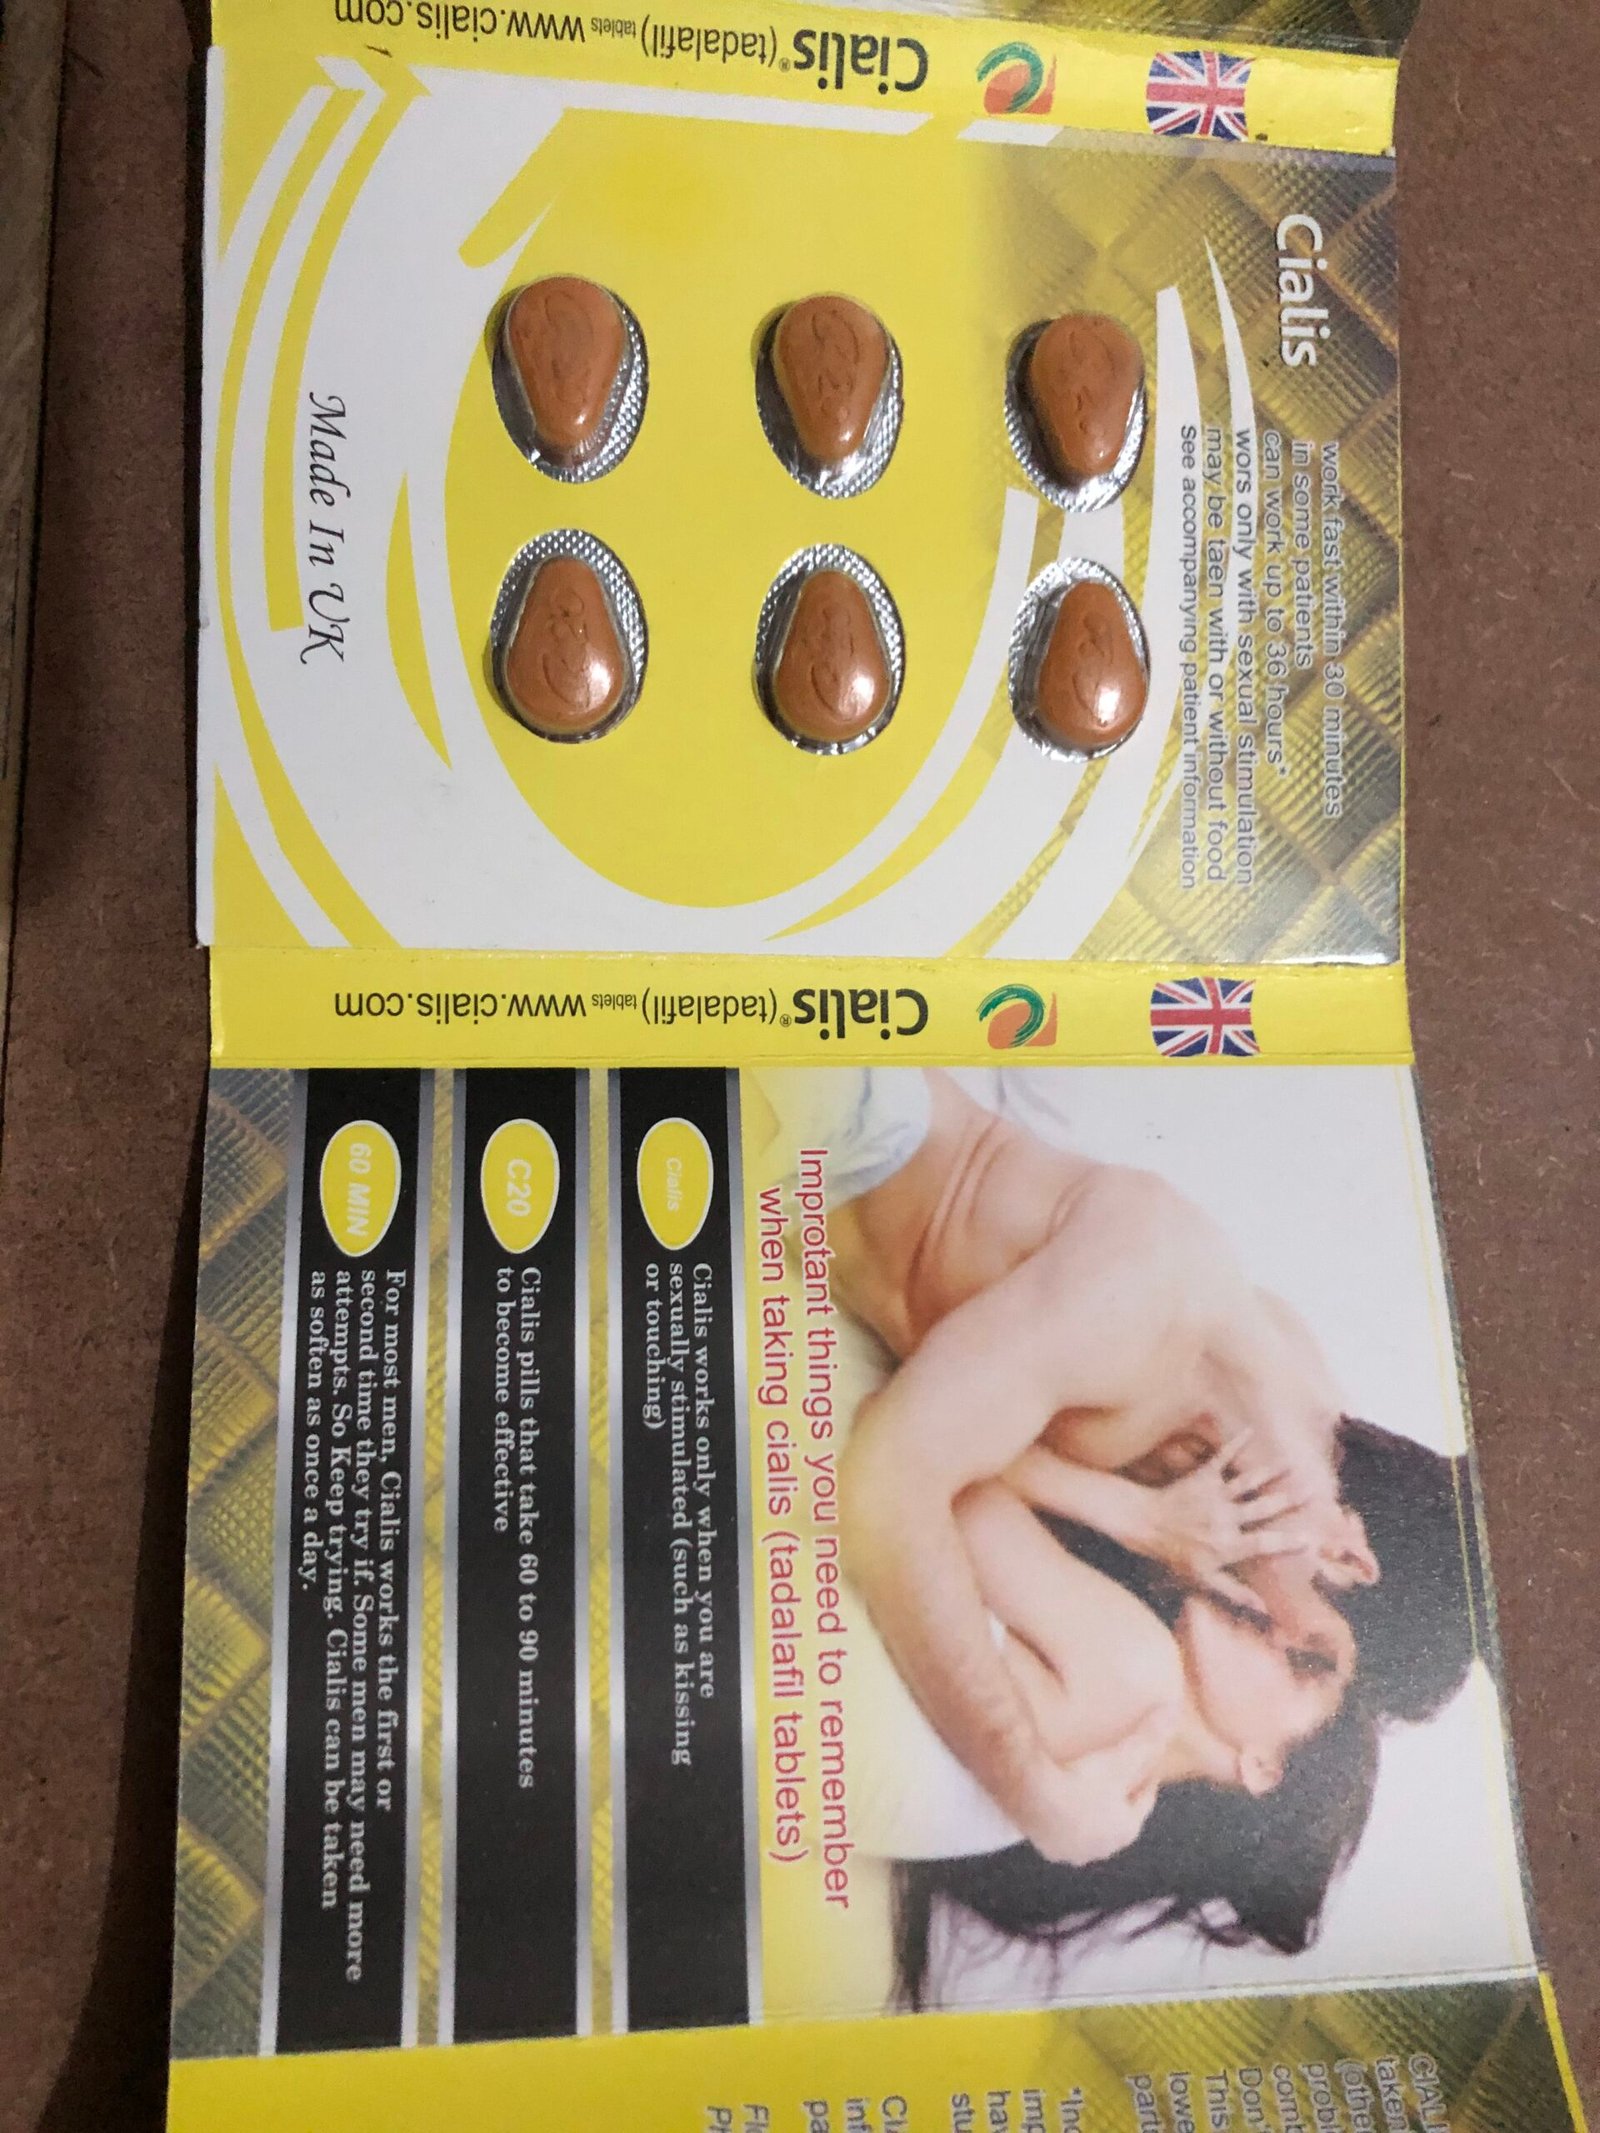 Cialis® (tadalafil) tablets www.cialis.com
Cialis
work fast within 30 minutes
in some patients
can work up to 36 hours*
wors only with sexual stimulation
may be taen with or without food
see accompanying patient information
Made In UK
Cialis® (tadalafil) tablets www.cialis.com
Improtant things you need to remember
when taking cialis (tadalafil tablets)
Cialis
Cialis works only when you are
sexually stimulated (such as kissing
or touching)
C20
Cialis pills that take 60 to 90 minutes
to become effective
60 MIN
For most men, Cialis works the first or
second time they try if. Some men may need more
attempts. So Keep trying. Cialis can be taken
as soften as once a day.
taken
(other